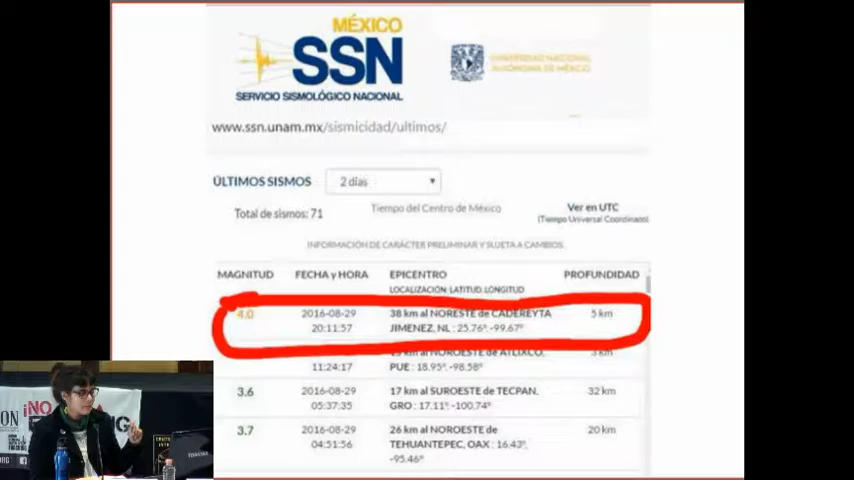 MÉXICO
SSN
SERVICIO SISMOLÓGICO NACIONAL
UNIVERSIDAD NACIONAL
AUTÓNOMA DE MÉXICO
www.ssn.unam.mx/sismicidad/ultimos/
ÚLTIMOS SISMOS 2 días
Total de sismos: 71 Tiempo del Centro de México Ver en UTC
(Tiempo Universal Coordinado)
INFORMACIÓN DE CARÁCTER PRELIMINAR Y SUJETA A CAMBIOS.
MAGNITUD FECHA y HORA EPICENTRO PROFUNDIDAD
LOCALIZACIÓN: LATITUD, LONGITUD
4.0 2016-08-29 38 km al NORESTE de CADEREYTA 5 km
20:11:57 JIMENEZ, NL : 25.76°, -99.67°
km al NOROESTE de ATLIXCO, 3 km
11:24:17 PUE : 18.95°, -98.58°
3.6 2016-08-29 17 km al SUROESTE de TECPAN, 32 km
05:37:35 GRO : 17.11°, -100.74°
3.7 2016-08-29 26 km al NOROESTE de 20 km
04:51:56 TEHUANTEPEC, OAX : 16.43°,
-95.46°
¡NO
NG
TOSHIBA